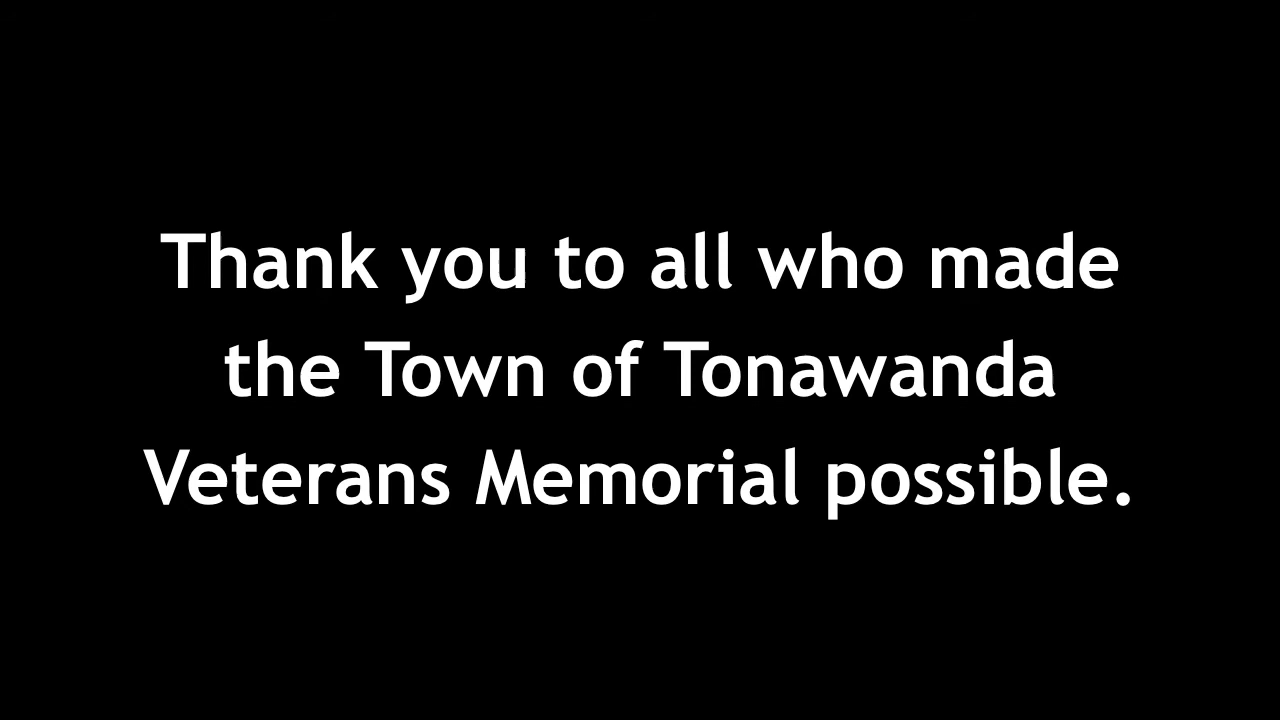 Thank you to all who made
the Town of Tonawanda
Veterans Memorial possible.